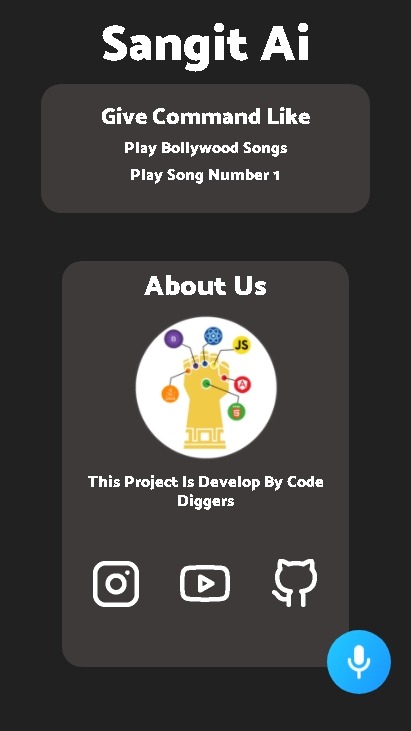 Sangit Ai
Give Command Like
Play Bollywood Songs
Play Song Number 1
About Us
B
JS
A
5
This Project Is Develop By Code
Diggers